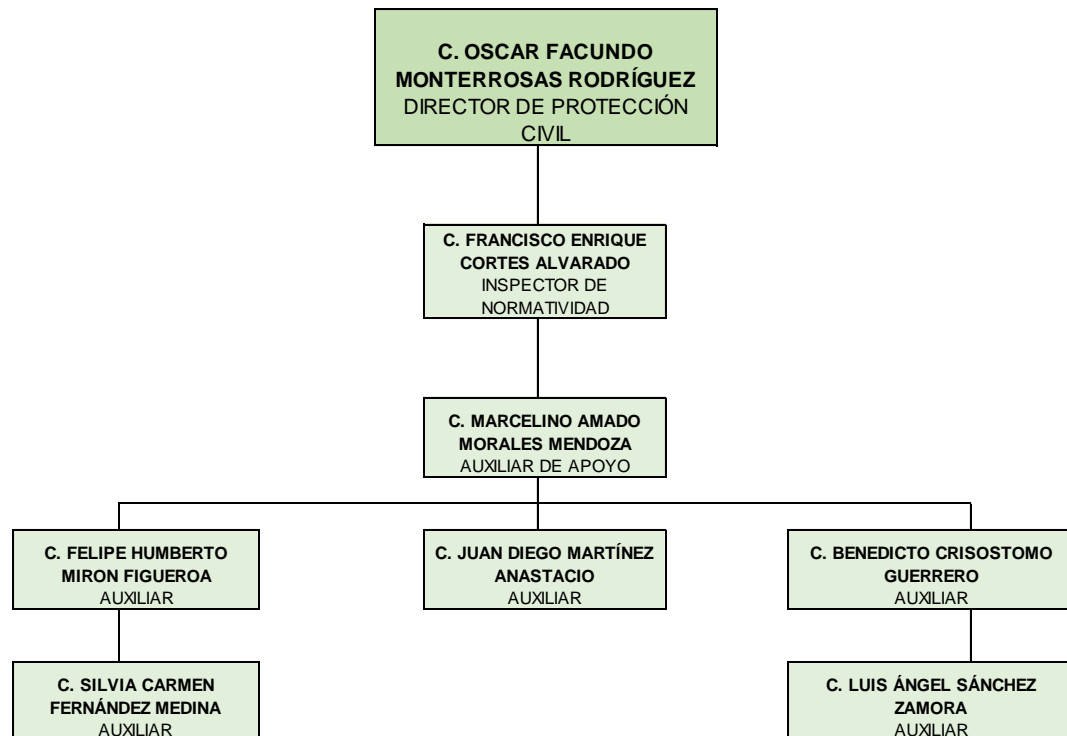 C. OSCAR FACUNDO
MONTERROSAS RODRÍGUEZ
DIRECTOR DE PROTECCIÓN
CIVIL
C. FRANCISCO ENRIQUE
CORTES ALVARADO
INSPECTOR DE
NORMATIVIDAD
C. MARCELINO AMADO
MORALES MENDOZA
AUXILIAR DE APOYO
C. FELIPE HUMBERTO
MIRON FIGUEROA
AUXILIAR
C. JUAN DIEGO MARTÍNEZ
ANASTACIO
AUXILIAR
C. BENEDICTO CRISOSTOMO
GUERRERO
AUXILIAR
C. SILVIA CARMEN
FERNÁNDEZ MEDINA
AUXILIAR
C. LUIS ÁNGEL SÁNCHEZ
ZAMORA
AUXILIAR